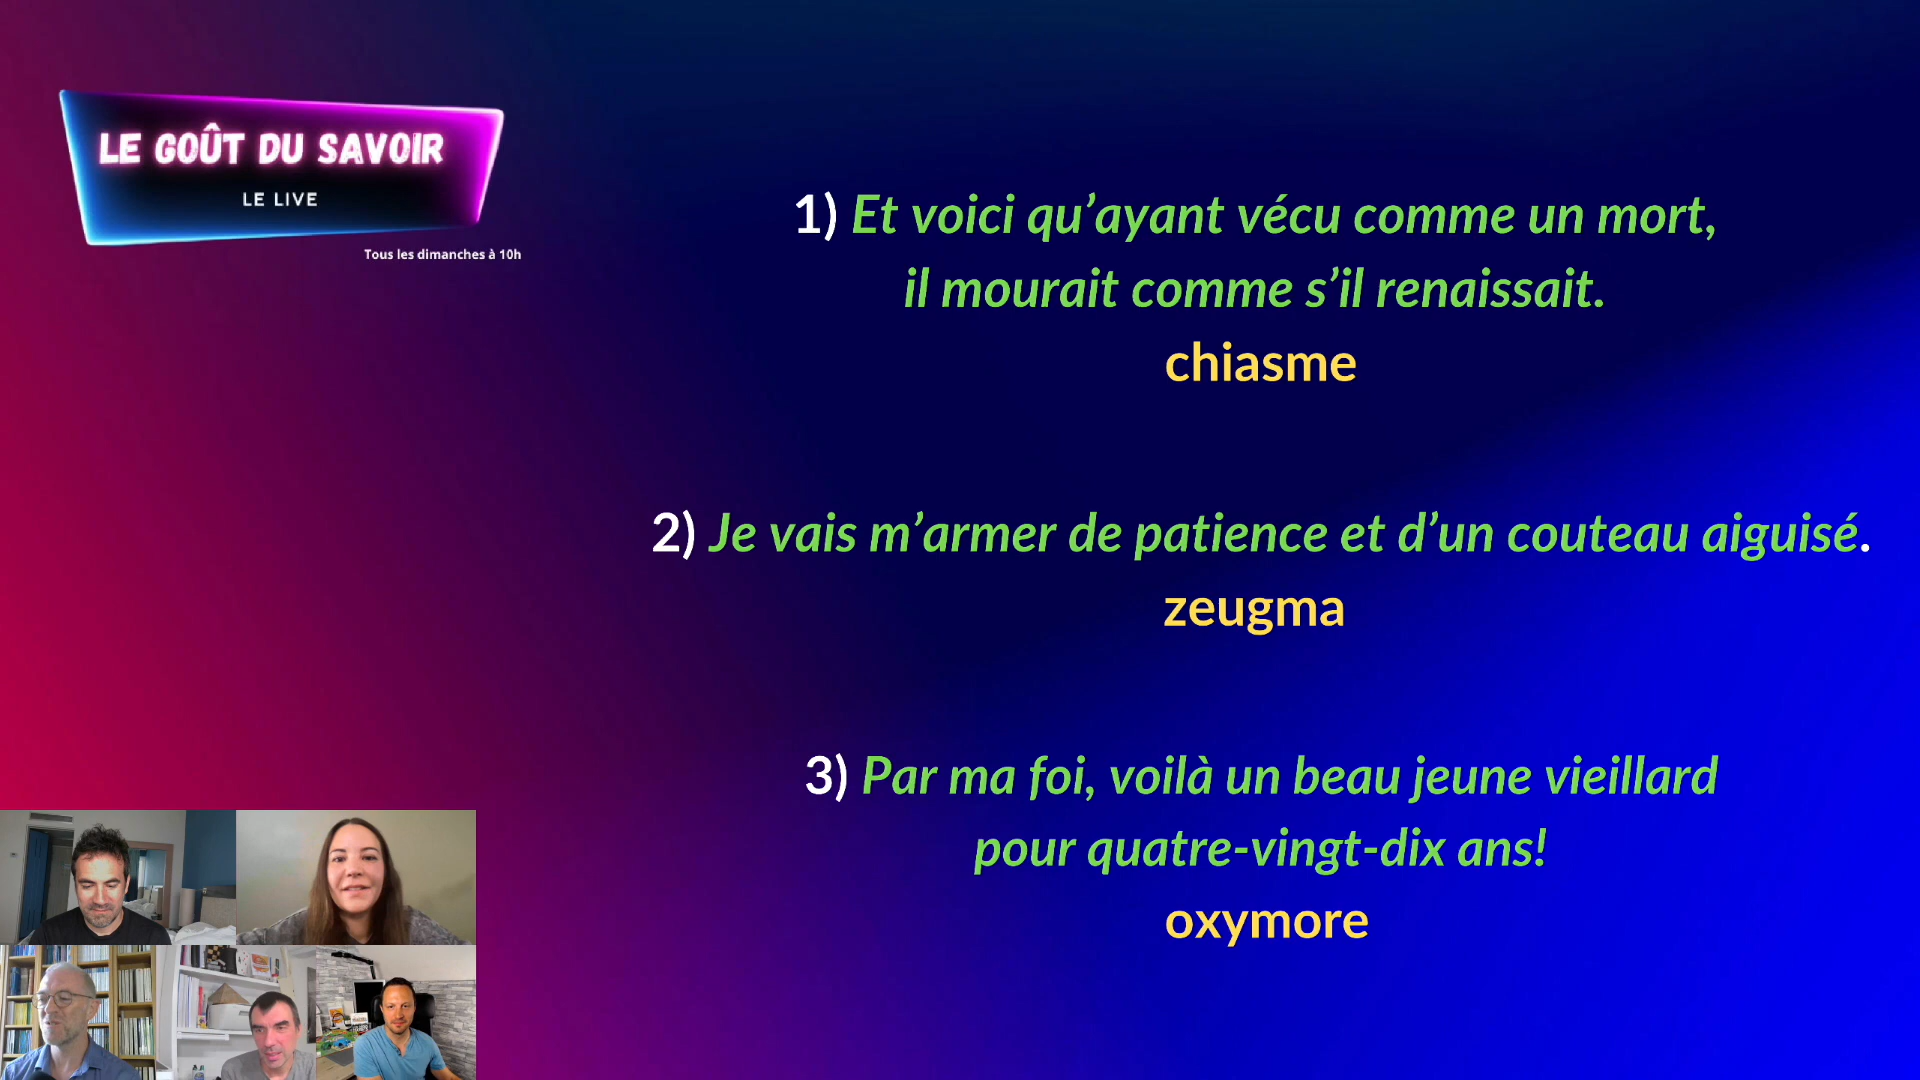 LE GOÛT DU SAVOIR
LE LIVE
Tous les dimanches à 10h
1) Et voici qu’ayant vécu comme un mort,
il mourait comme s’il renaissait.
chiasme
2) Je vais m’armer de patience et d’un couteau aiguisé.
zeugma
3) Par ma foi, voilà un beau jeune vieillard
pour quatre-vingt-dix ans!
oxymore